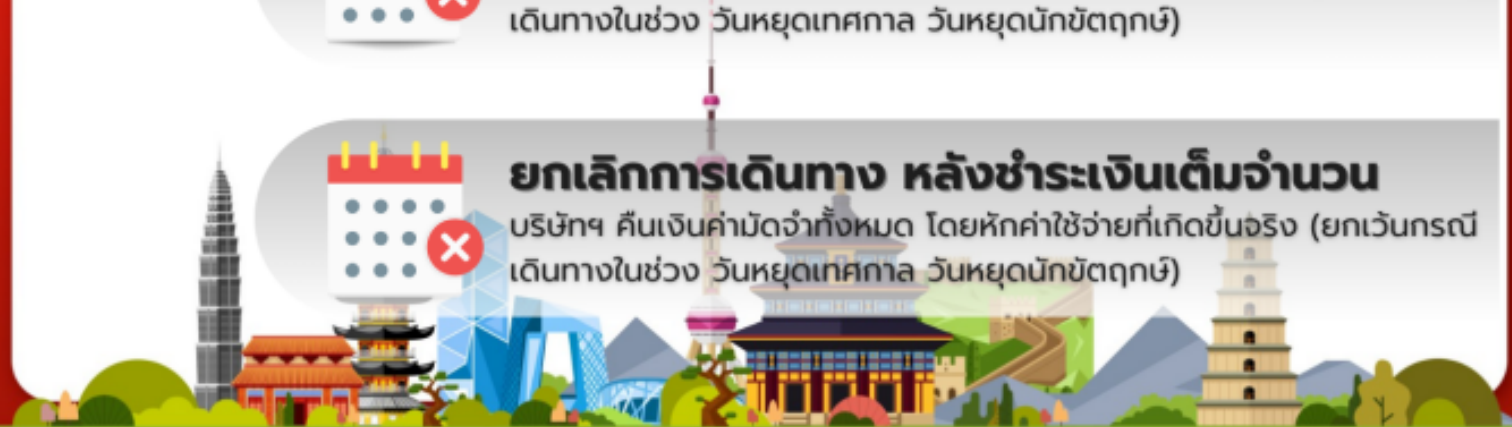 เดินทางในช่วง วันหยุดเทศกาล วันหยุดนักขัตฤกษ์)
ยกเลิกการเดินทาง หลังชำระเงินเต็มจำนวน
บริษัทฯ คืนเงินค่ามัดจำทั้งหมด โดยหักค่าใช้จ่ายที่เกิดขึ้นจริง (ยกเว้นกรณี
เดินทางในช่วง วันหยุดเทศกาล วันหยุดนักขัตฤกษ์)